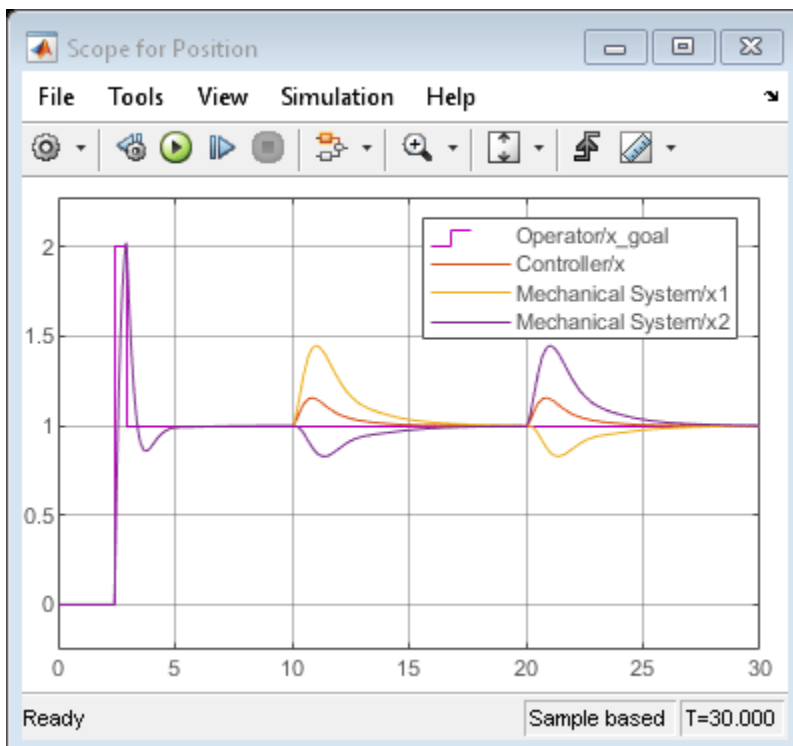 Scope for Position
File Tools View Simulation Help
Operator/x_goal
Controller/x
Mechanical System/x1
Mechanical System/x2
2
1.5
1
0.5
0
0 5 10 15 20 25 30
Ready Sample based T=30.000